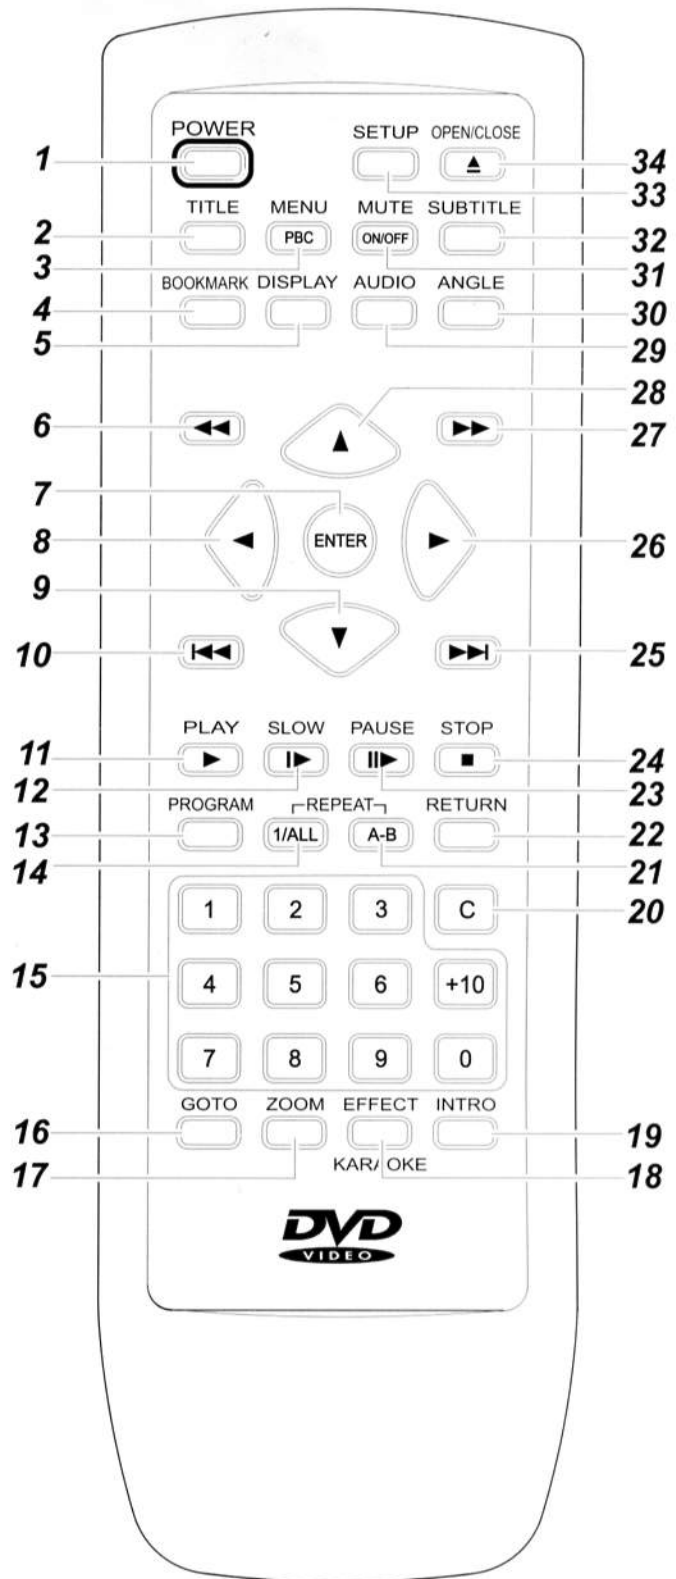 POWER SETUP OPEN/CLOSE
1 34
33
TITLE MENU MUTE SUBTITLE
2 PBC ON/OFF 32
3 31
BOOKMARK DISPLAY AUDIO ANGLE
4 30
5 29
28
6 27
7
8 ENTER 26
9
10 25
PLAY SLOW PAUSE STOP
11 24
12 23
PROGRAM REPEAT RETURN
13 1/ALL A-B 22
14 21
1 2 3 C 20
15 4 5 6 +10
7 8 9 0
GOTO ZOOM EFFECT INTRO
16 19
17 KARAOKE 18
DVD
VIDEO